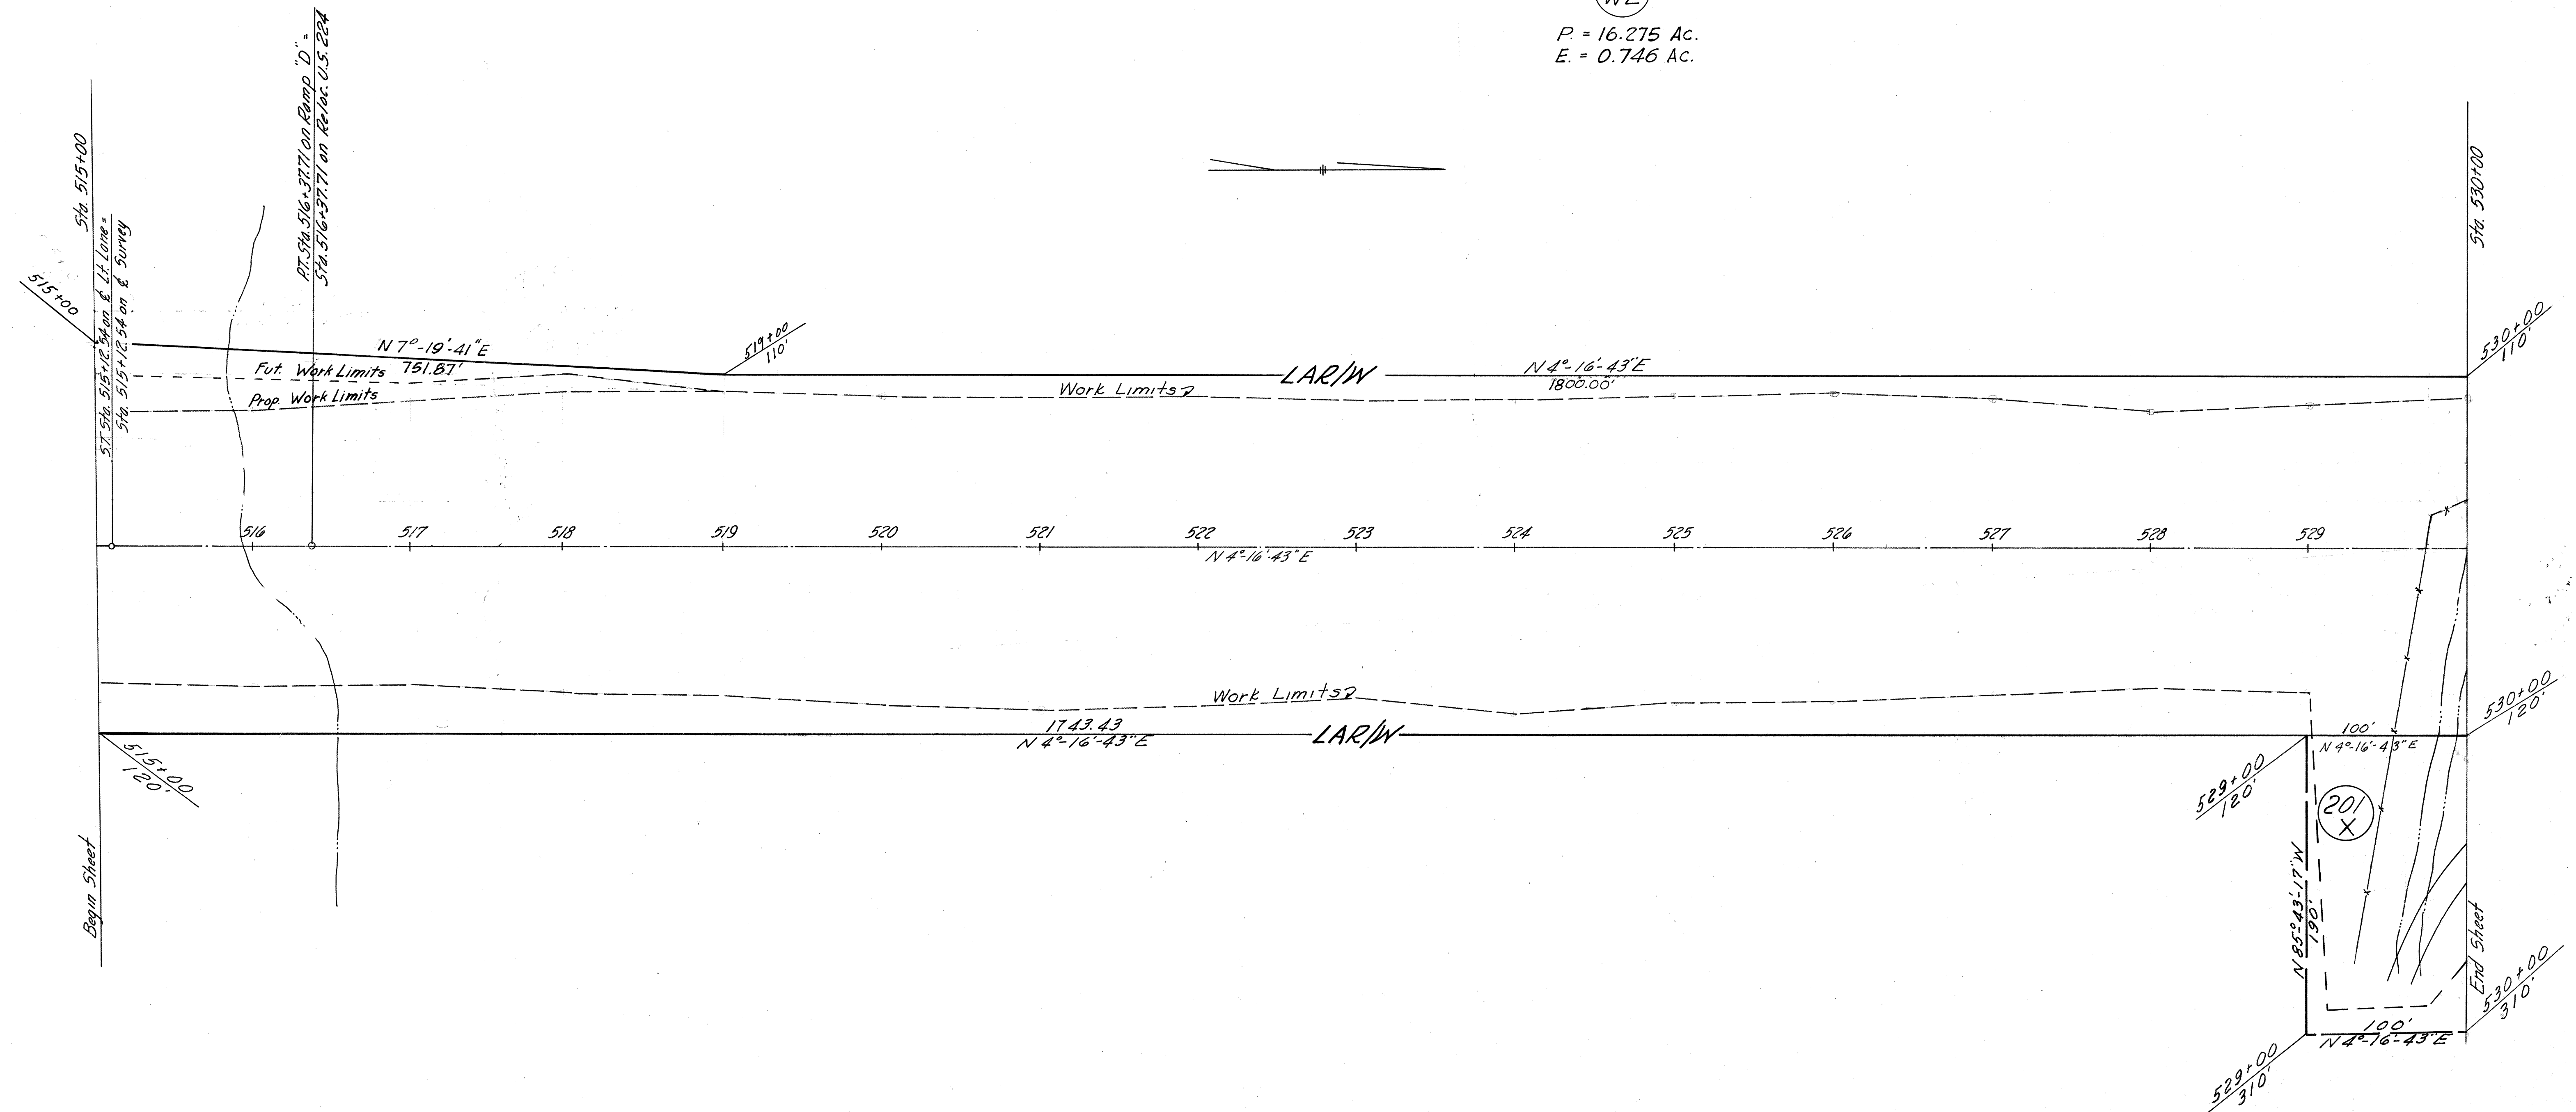 WL
P. = 16.275 AC.
E. = 0.746 AC.
Sta. 515+00
S.T. Sta. 515+12.54 on ℄ Lt. Lane =
Sta. 515+12.54 on ℄ Survey
P.T. Sta. 516+37.71 on Ramp "D" =
Sta. 516+37.71 on Reloc. U.S. 224
Sta. 530+00
515+00
N 7°-19'-41"E
751.87'
Fut. Work Limits
Prop. Work Limits
519+00
110'
Work Limits
LAR/W
N 4°-16'-43"E
1800.00'
530+00
110'
516 517 518 519 520 521 522 523 524 525 526 527 528 529
N 4°-16'-43"E
Work Limits
1743.43
N 4°-16'-43"E
LAR/W
515+00
120'
100'
N 4°-16'-43"E
530+00
120'
529+00
120'
201
X
N 85°-43'-17"W
190'
Begin Sheet
End Sheet
100'
N 4°-16'-43"E
530+00
310'
529+00
310'